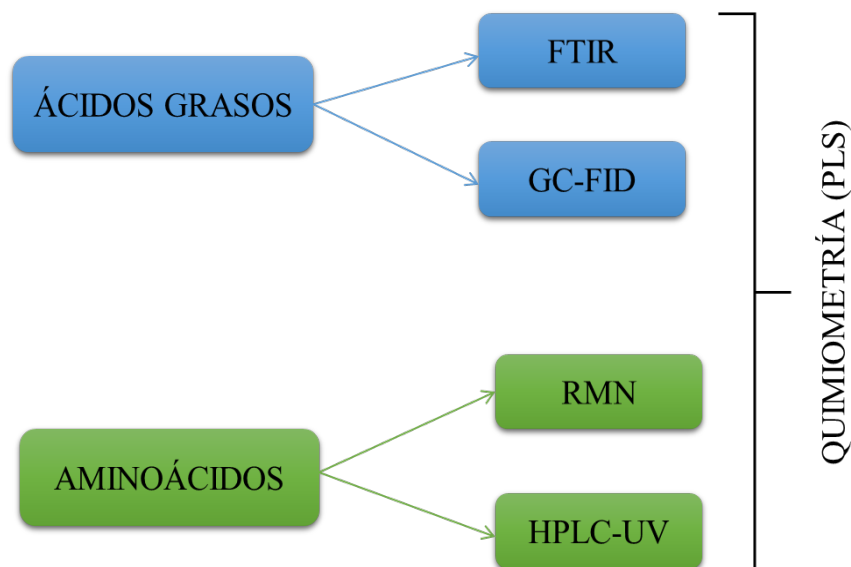 ÁCIDOS GRASOS
FTIR
GC-FID
AMINOÁCIDOS
RMN
HPLC-UV
QUIMIOMETRÍA (PLS)